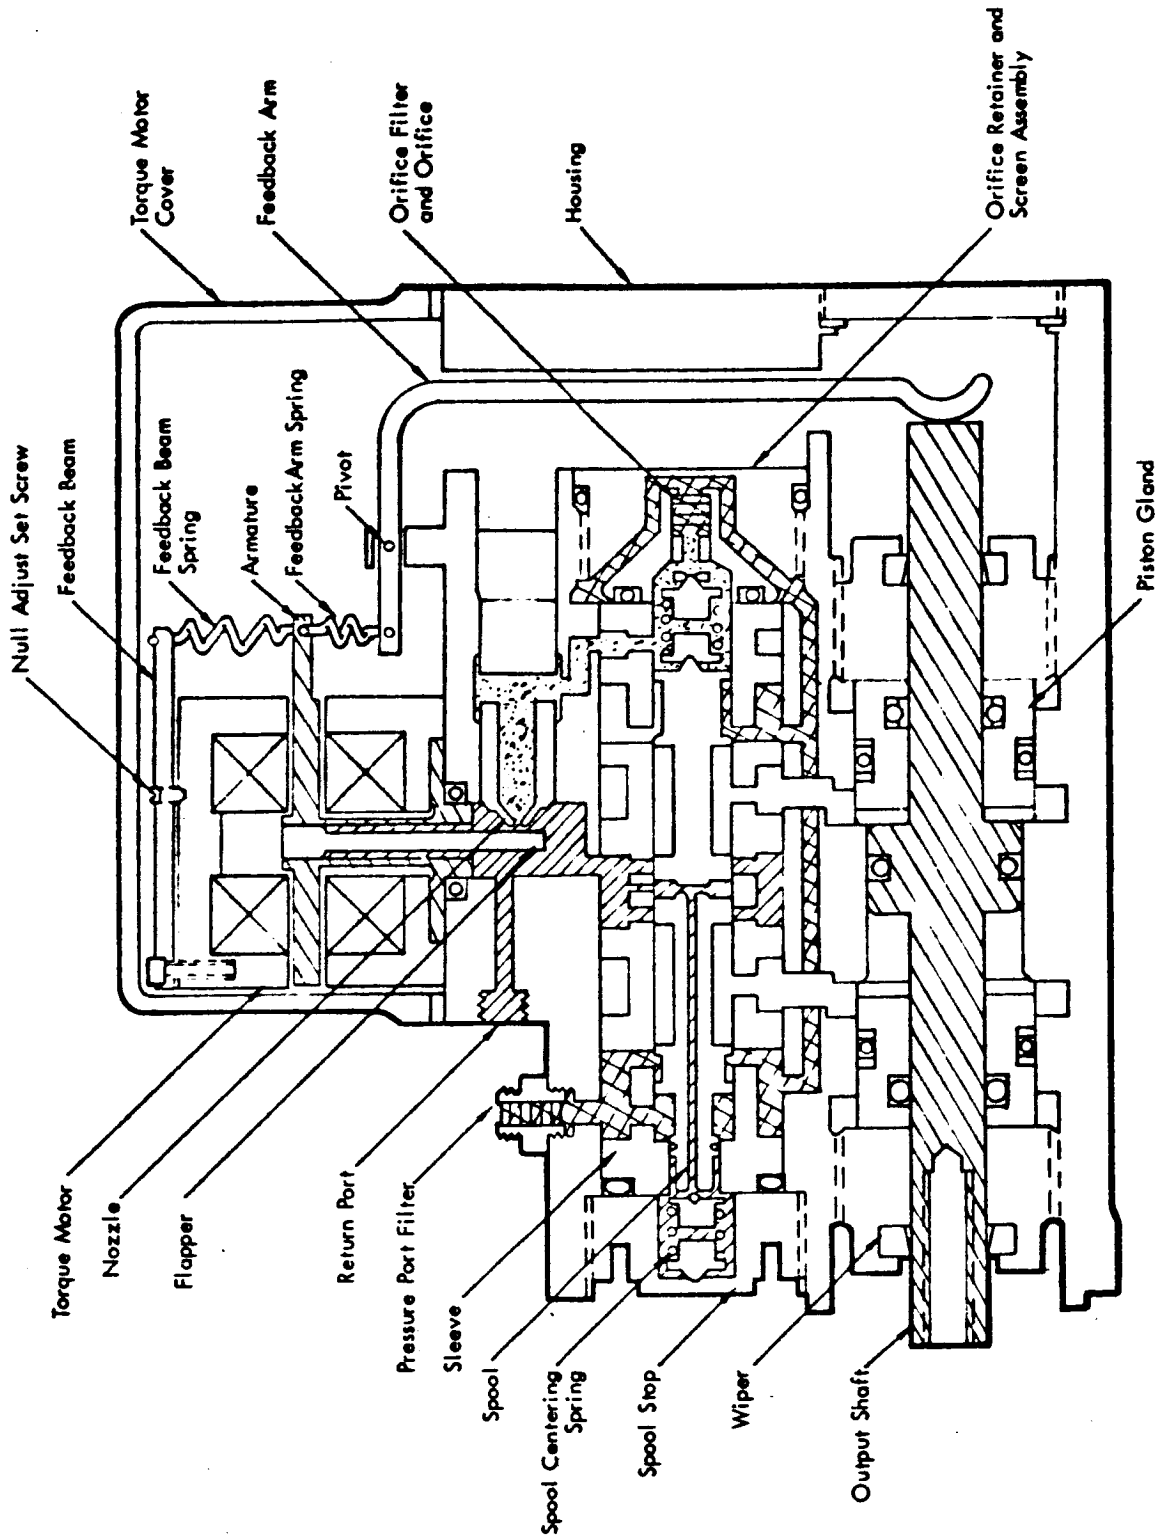 Null Adjust Set Screw
Feedback Beam
Feedback Beam
Spring
Armature
Feedback Arm Spring
Pivot
Torque Motor
Cover
Feedback Arm
Orifice Filter
and Orifice
Housing
Orifice Retainer and
Screen Assembly
Torque Motor
Nozzle
Flapper
Return Port
Pressure Port Filter
Sleeve
Spool
Spool Centering
Spring
Spool Stop
Wiper
Output Shaft
Piston Gland